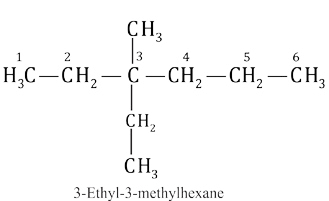 CH₃
1 2 3 4 5 6
H₃C—CH₂—C—CH₂—CH₂—CH₃
CH₂
CH₃
3-Ethyl-3-methylhexane